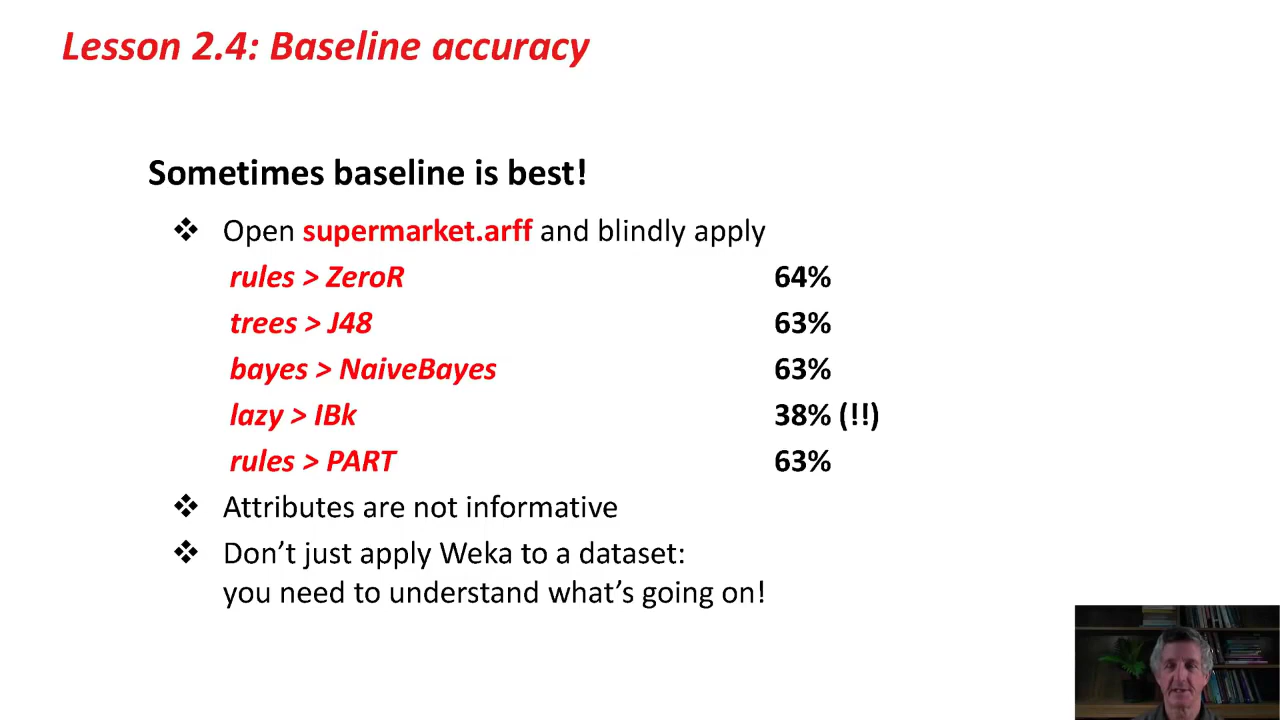 Lesson 2.4: Baseline accuracy
Sometimes baseline is best!
❖ Open supermarket.arff and blindly apply
rules > ZeroR 64%
trees > J48 63%
bayes > NaiveBayes 63%
lazy > IBk 38% (!!)
rules > PART 63%
❖ Attributes are not informative
❖ Don't just apply Weka to a dataset:
you need to understand what's going on!